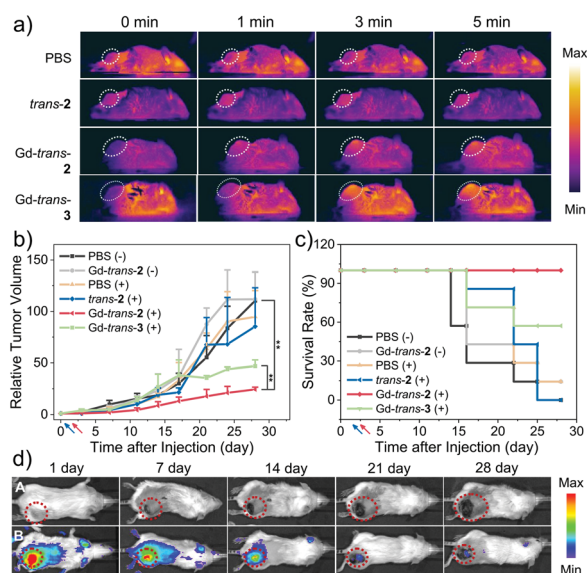 a)
0 min 1 min 3 min 5 min
PBS
trans-2
Gd-trans-
2
Gd-trans-
3
Max
Min
b)
Relative Tumor Volume
150
100
50
0
PBS (-)
Gd-trans-2 (-)
PBS (+)
trans-2 (+)
Gd-trans-2 (+)
Gd-trans-3 (+)
**
**
0 5 10 15 20 25 30
Time after Injection (day)
c)
Survival Rate (%)
120
90
60
30
0
PBS (-)
Gd-trans-2 (-)
PBS (+)
trans-2 (+)
Gd-trans-2 (+)
Gd-trans-3 (+)
0 5 10 15 20 25 30
Time after Injection (day)
d)
1 day 7 day 14 day 21 day 28 day
A
B
Max
Min